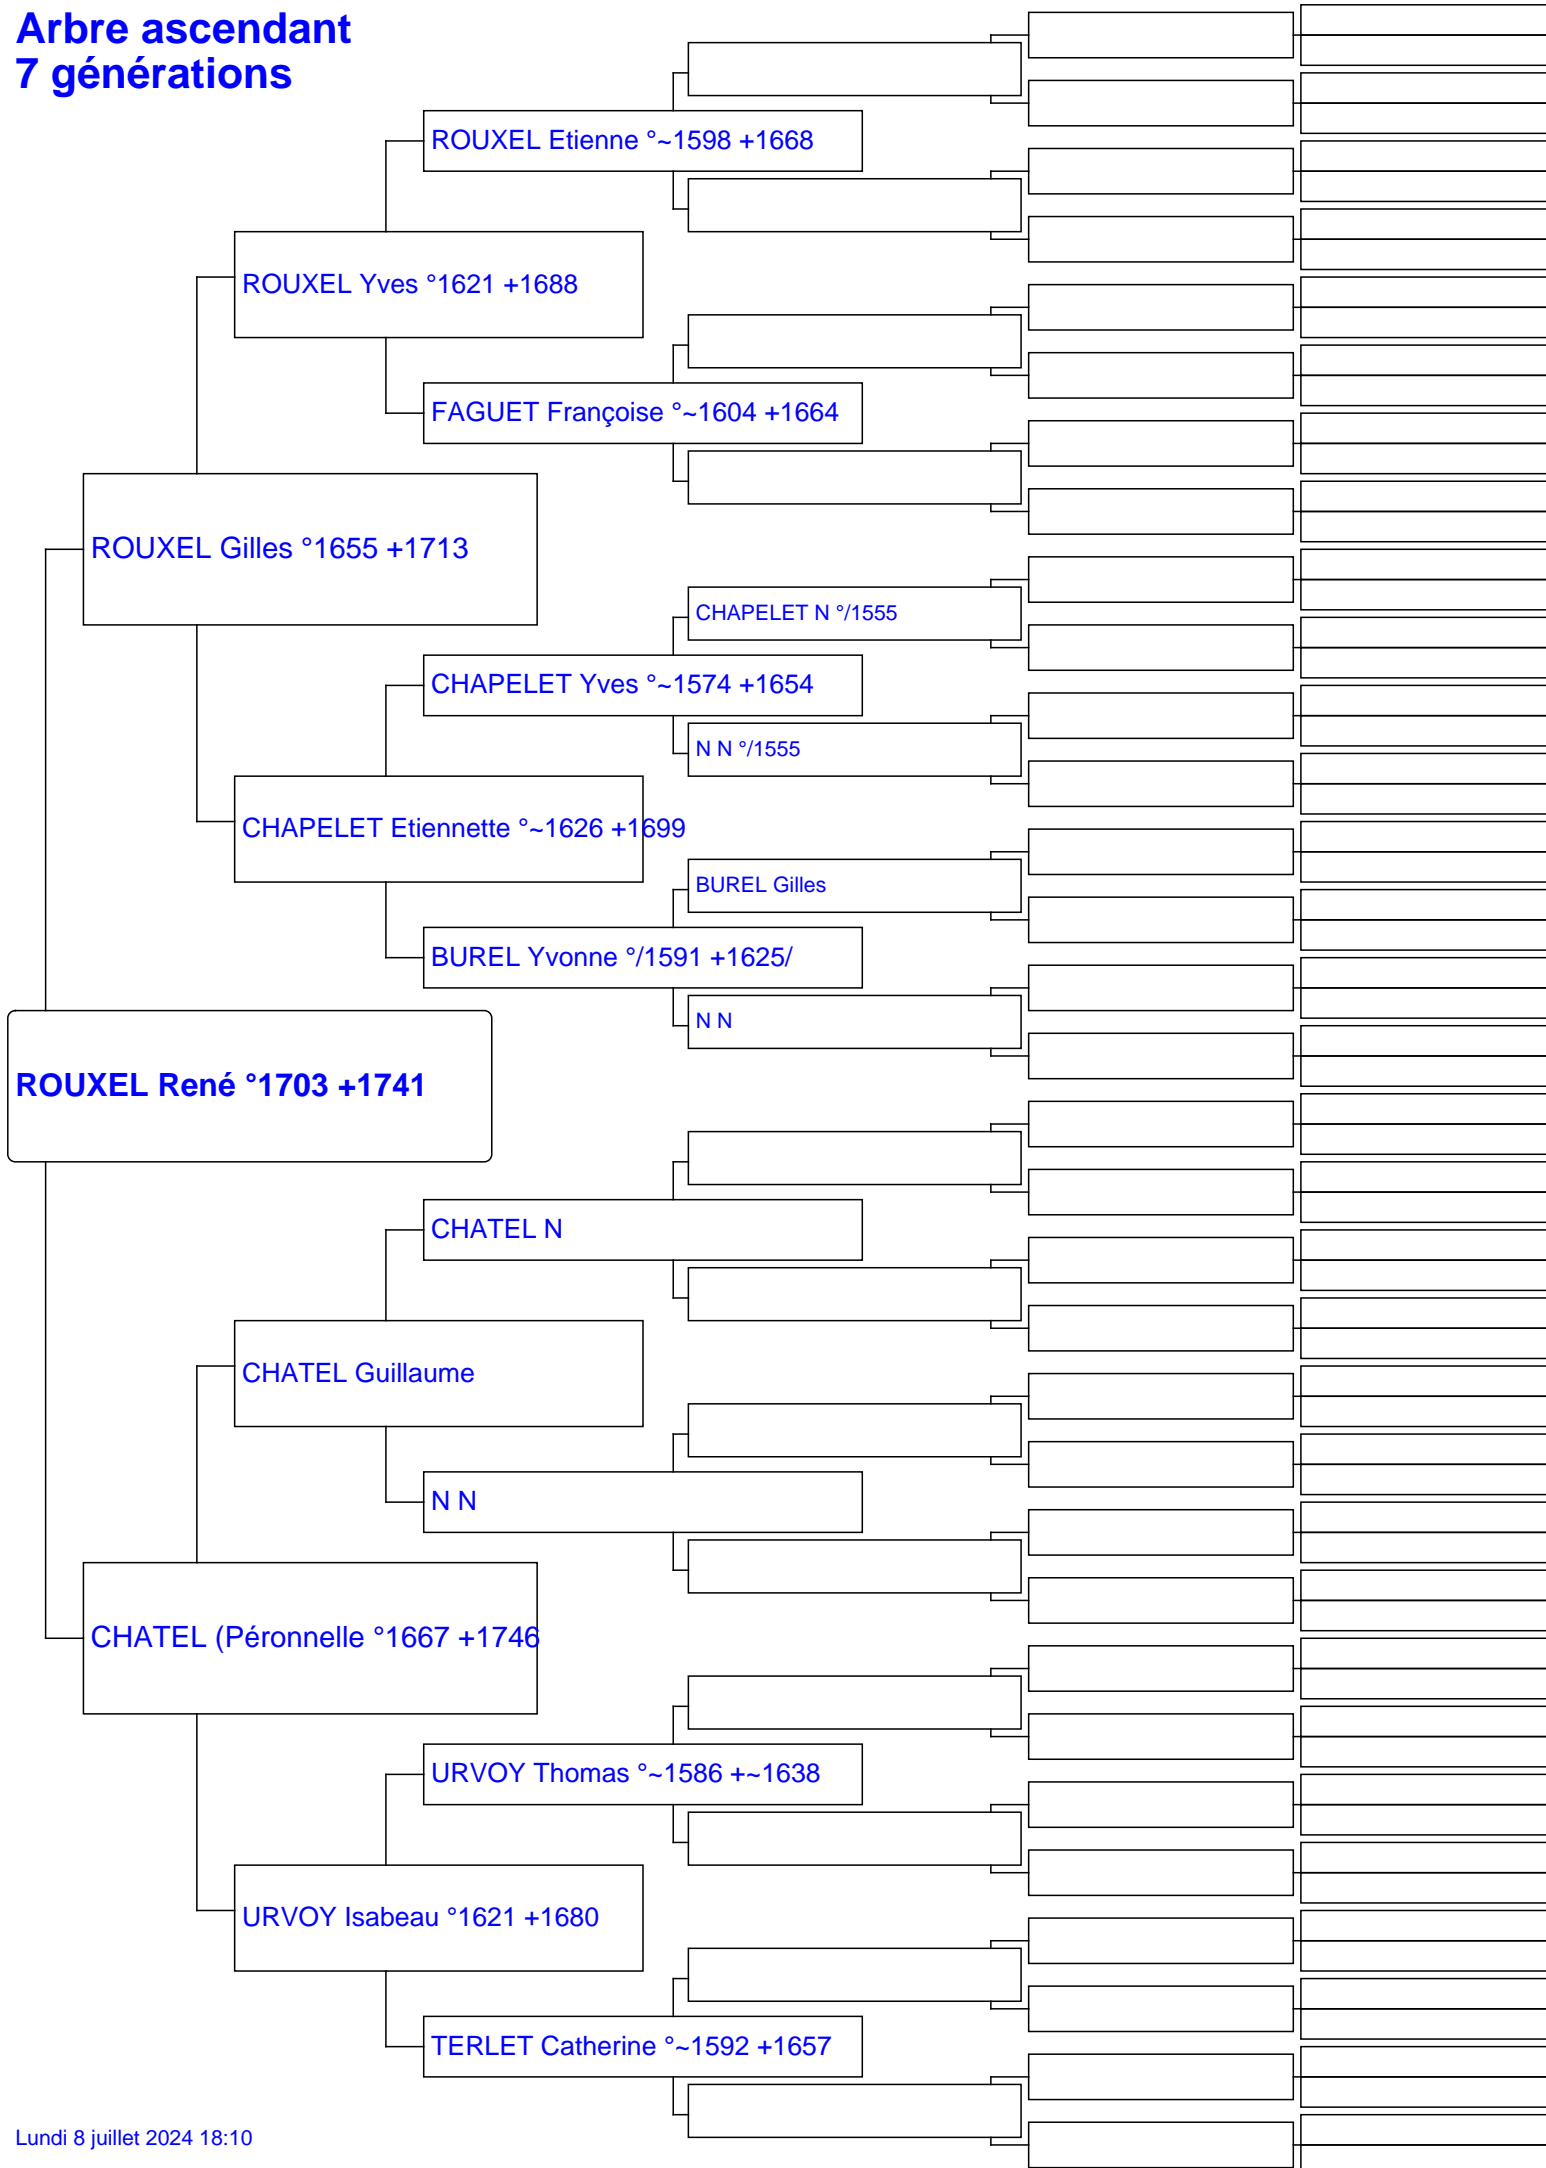 Arbre ascendant
7 générations
ROUXEL Etienne °~1598 +1668
ROUXEL Yves °1621 +1688
FAGUET Françoise °~1604 +1664
ROUXEL Gilles °1655 +1713
CHAPELET N °/1555
CHAPELET Yves °~1574 +1654
N N °/1555
CHAPELET Etiennette °~1626 +1699
BUREL Gilles
BUREL Yvonne °/1591 +1625/
N N
ROUXEL René °1703 +1741
CHATEL N
CHATEL Guillaume
N N
CHATEL (Péronnelle °1667 +1746
URVOY Thomas °~1586 +~1638
URVOY Isabeau °1621 +1680
TERLET Catherine °~1592 +1657
Lundi 8 juillet 2024 18:10